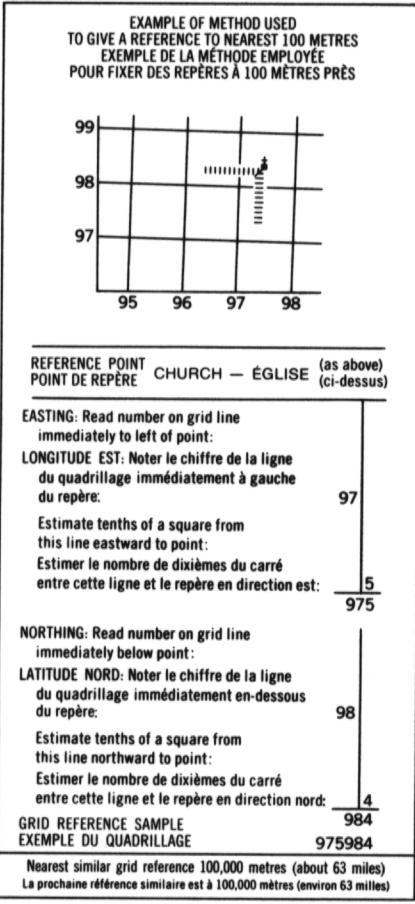 EXAMPLE OF METHOD USED
TO GIVE A REFERENCE TO NEAREST 100 METRES
EXEMPLE DE LA MÉTHODE EMPLOYÉE
POUR FIXER DES REPÈRES À 100 MÈTRES PRÈS
99
98
97
95 96 97 98
REFERENCE POINT
POINT DE REPÈRE
CHURCH — ÉGLISE
(as above)
(ci-dessus)
EASTING: Read number on grid line
immediately to left of point:
LONGITUDE EST: Noter le chiffre de la ligne
du quadrillage immédiatement à gauche
du repère: 97
Estimate tenths of a square from
this line eastward to point:
Estimer le nombre de dixièmes du carré
entre cette ligne et le repère en direction est: 5
975
NORTHING: Read number on grid line
immediately below point:
LATITUDE NORD: Noter le chiffre de la ligne
du quadrillage immédiatement en-dessous
du repère: 98
Estimate tenths of a square from
this line northward to point:
Estimer le nombre de dixièmes du carré
entre cette ligne et le repère en direction nord: 4
GRID REFERENCE SAMPLE 984
EXEMPLE DU QUADRILLAGE 975984
Nearest similar grid reference 100,000 metres (about 63 miles)
La prochaine référence similaire est à 100,000 mètres (environ 63 milles)